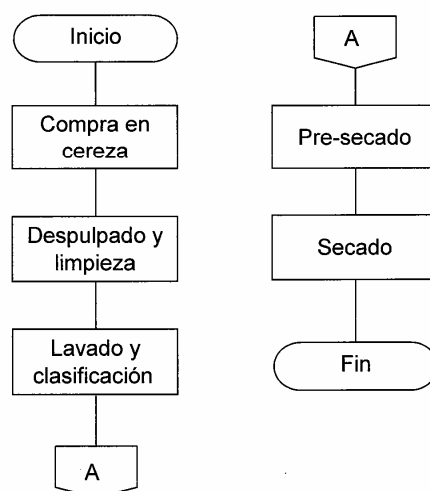 Inicio
Compra en
cereza
Despulpado y
limpieza
Lavado y
clasificación
A
A
Pre-secado
Secado
Fin